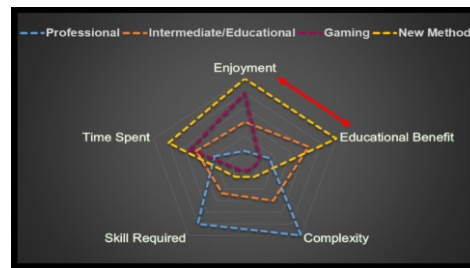 Professional Intermediate/Educational Gaming New Method
Enjoyment
Time Spent Educational Benefit
Skill Required Complexity